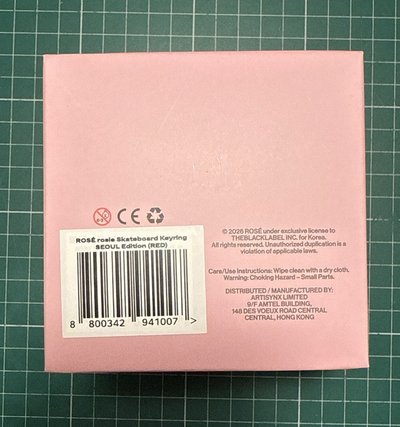 CE
ROSÉ rosie Skateboard Keyring
SEOUL Edition (RED)
8 800342 941007 >
© 2026 ROSÉ under exclusive license to
THEBLACKLABEL INC. for Korea.
All rights reserved. Unauthorized duplication is a
violation of applicable laws.
Care/Use Instructions: Wipe clean with a dry cloth.
Warning: Choking Hazard – Small Parts.
DISTRIBUTED / MANUFACTURED BY:
ARTISYNX LIMITED
9/F AMTEL BUILDING,
148 DES VOEUX ROAD CENTRAL
CENTRAL, HONG KONG